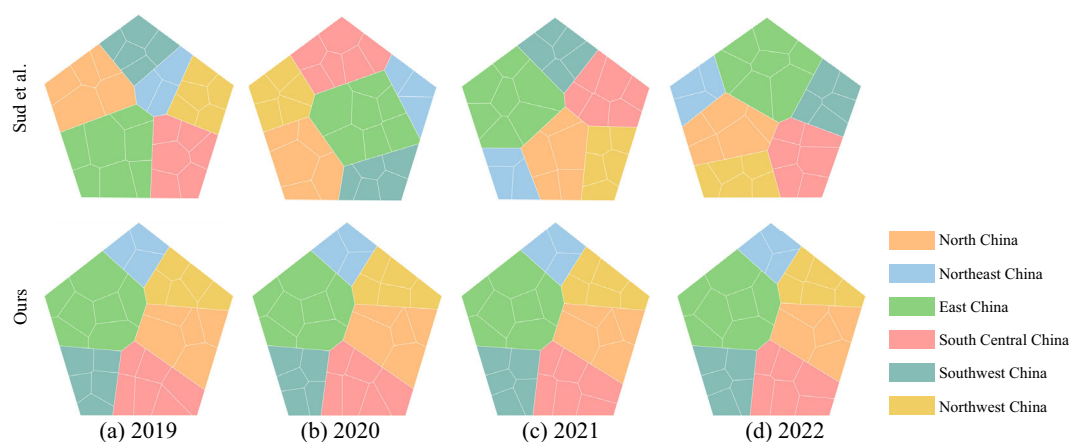 Sud et al.
Ours
North China
Northeast China
East China
South Central China
Southwest China
Northwest China
(a) 2019
(b) 2020
(c) 2021
(d) 2022